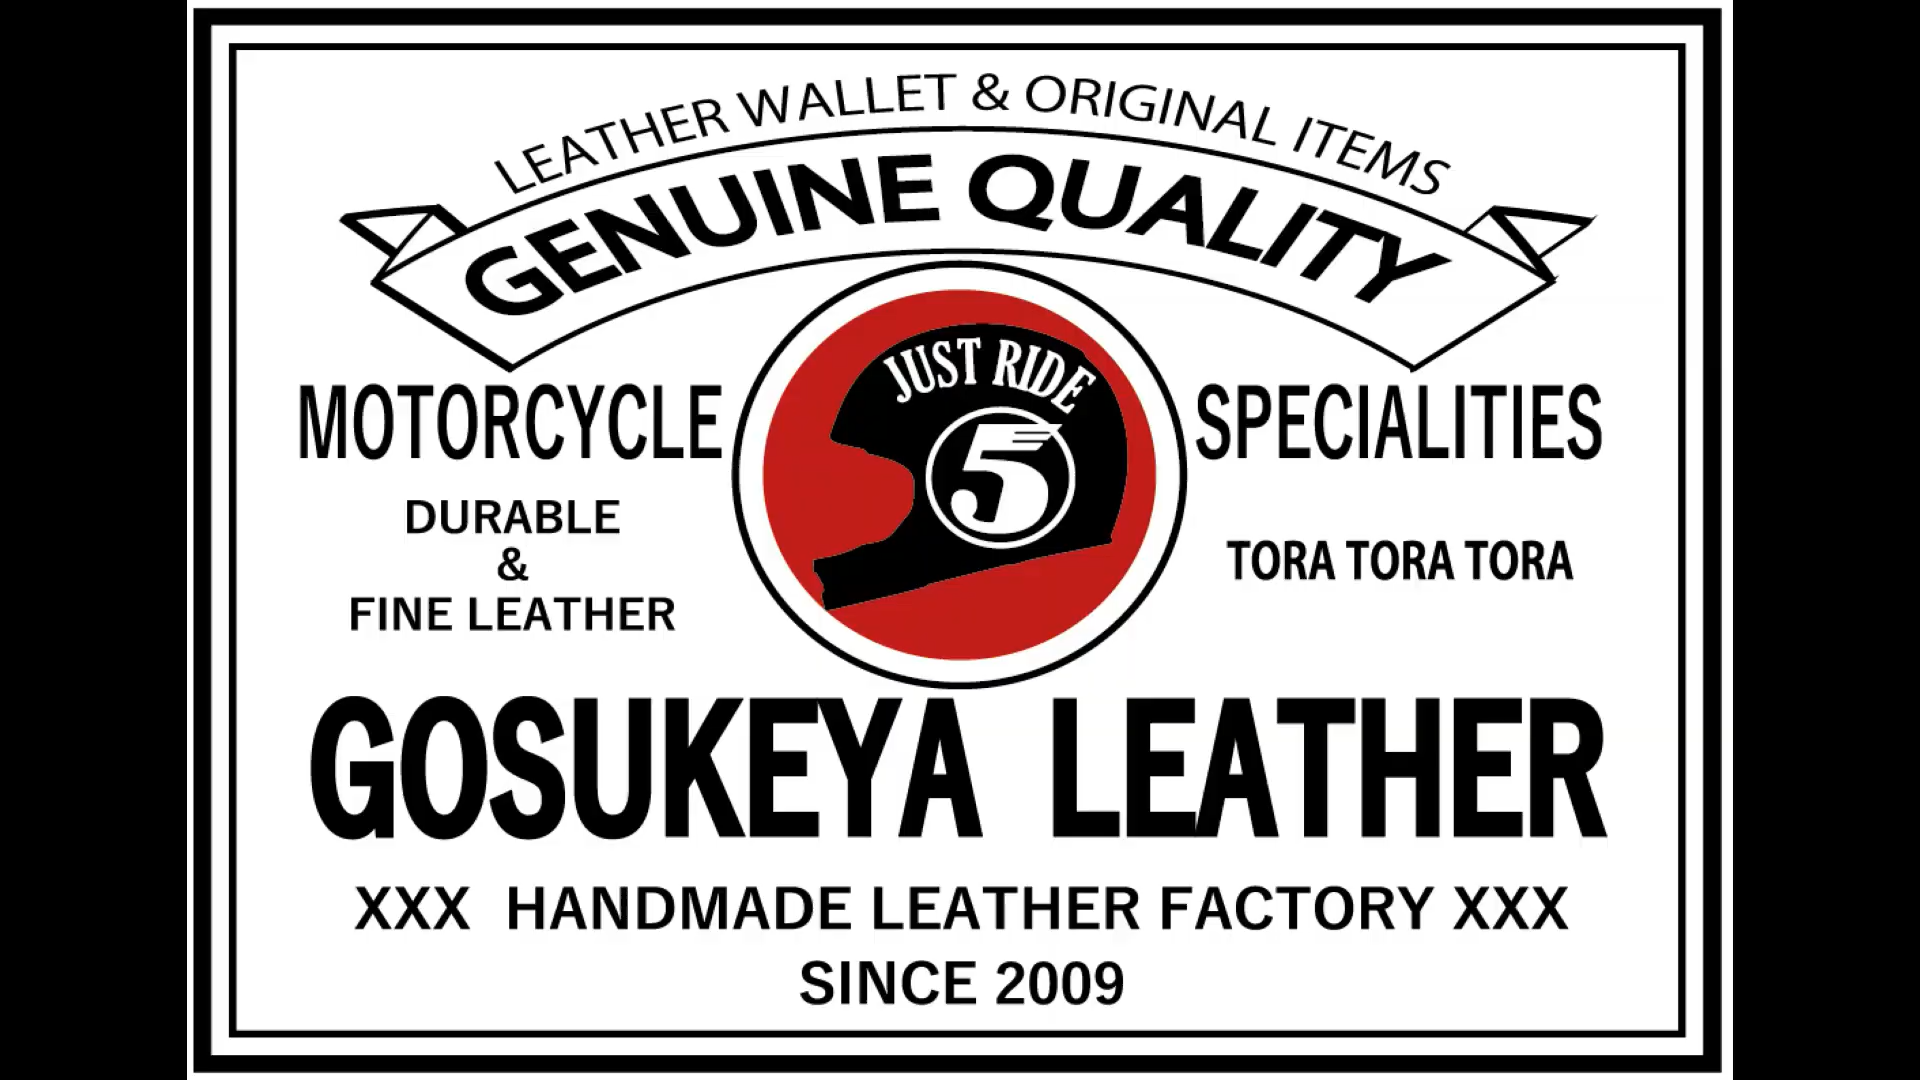 LEATHER WALLET & ORIGINAL ITEMS
GENUINE QUALITY
JUST RIDE
5
MOTORCYCLE
SPECIALITIES
DURABLE
&
FINE LEATHER
TORA TORA TORA
GOSUKEYA LEATHER
XXX HANDMADE LEATHER FACTORY XXX
SINCE 2009